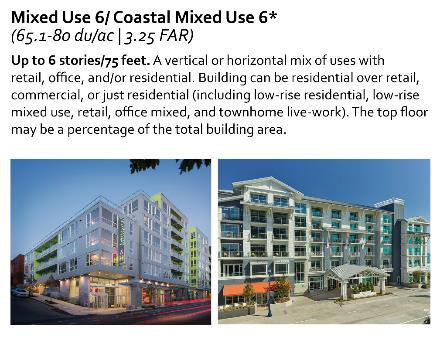 Mixed Use 6/ Coastal Mixed Use 6*
(65.1-80 du/ac | 3.25 FAR)
Up to 6 stories/75 feet. A vertical or horizontal mix of uses with
retail, office, and/or residential. Building can be residential over retail,
commercial, or just residential (including low-rise residential, low-rise
mixed use, retail, office mixed, and townhome live-work). The top floor
may be a percentage of the total building area.